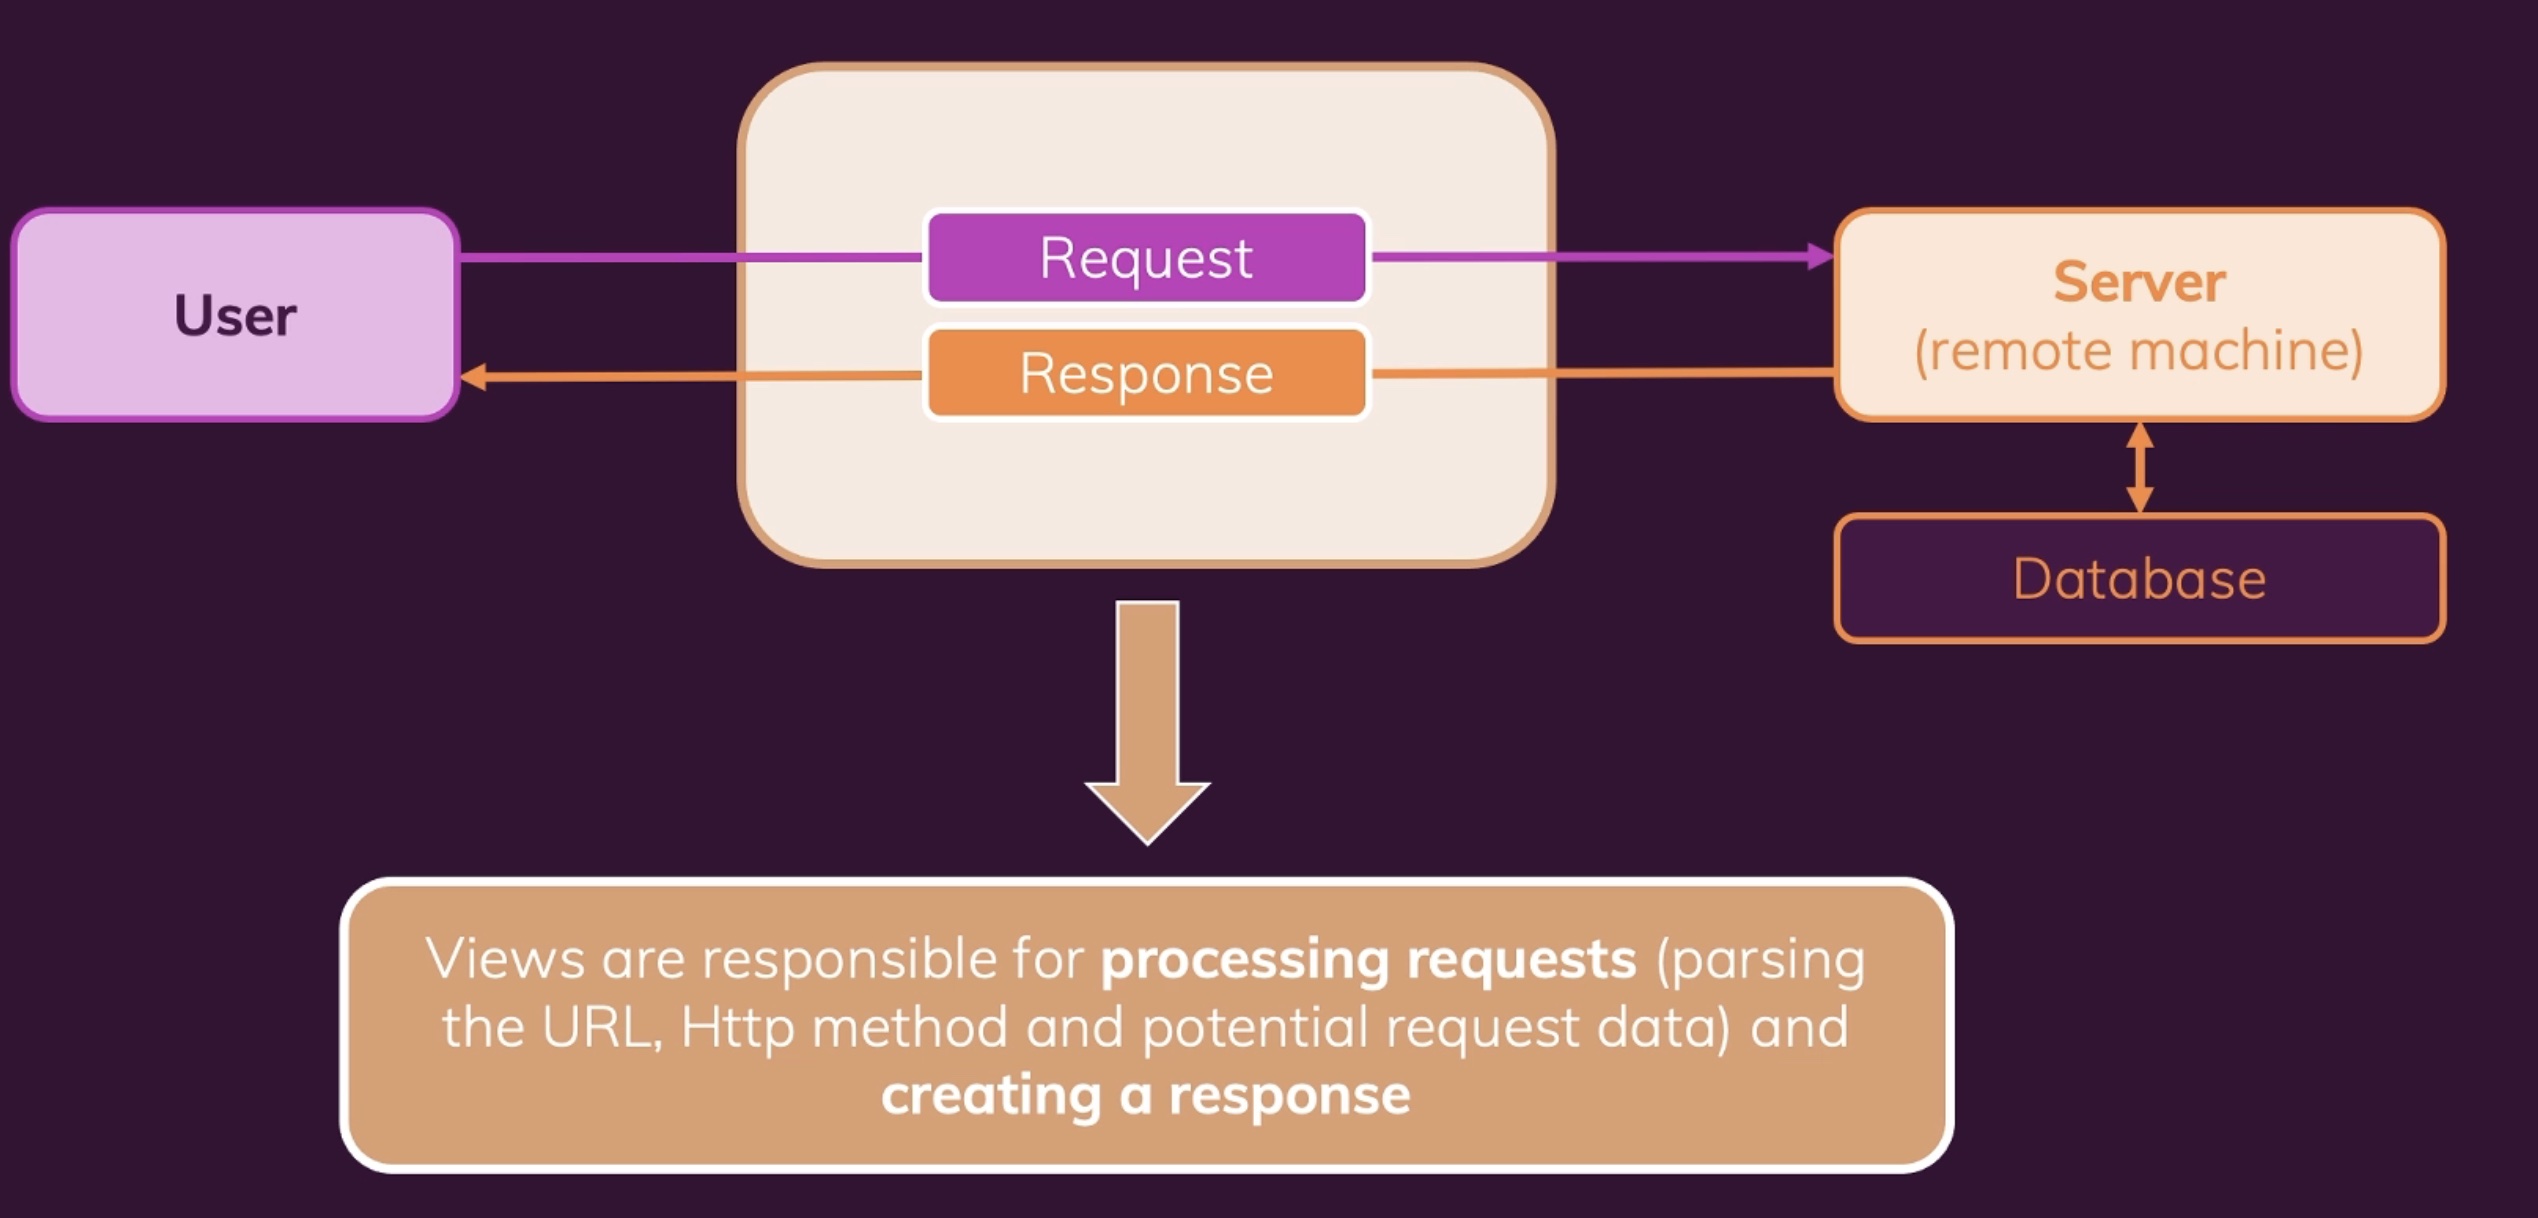 User
Request
Response
Server
(remote machine)
Database
Views are responsible for processing requests (parsing
the URL, Http method and potential request data) and
creating a response